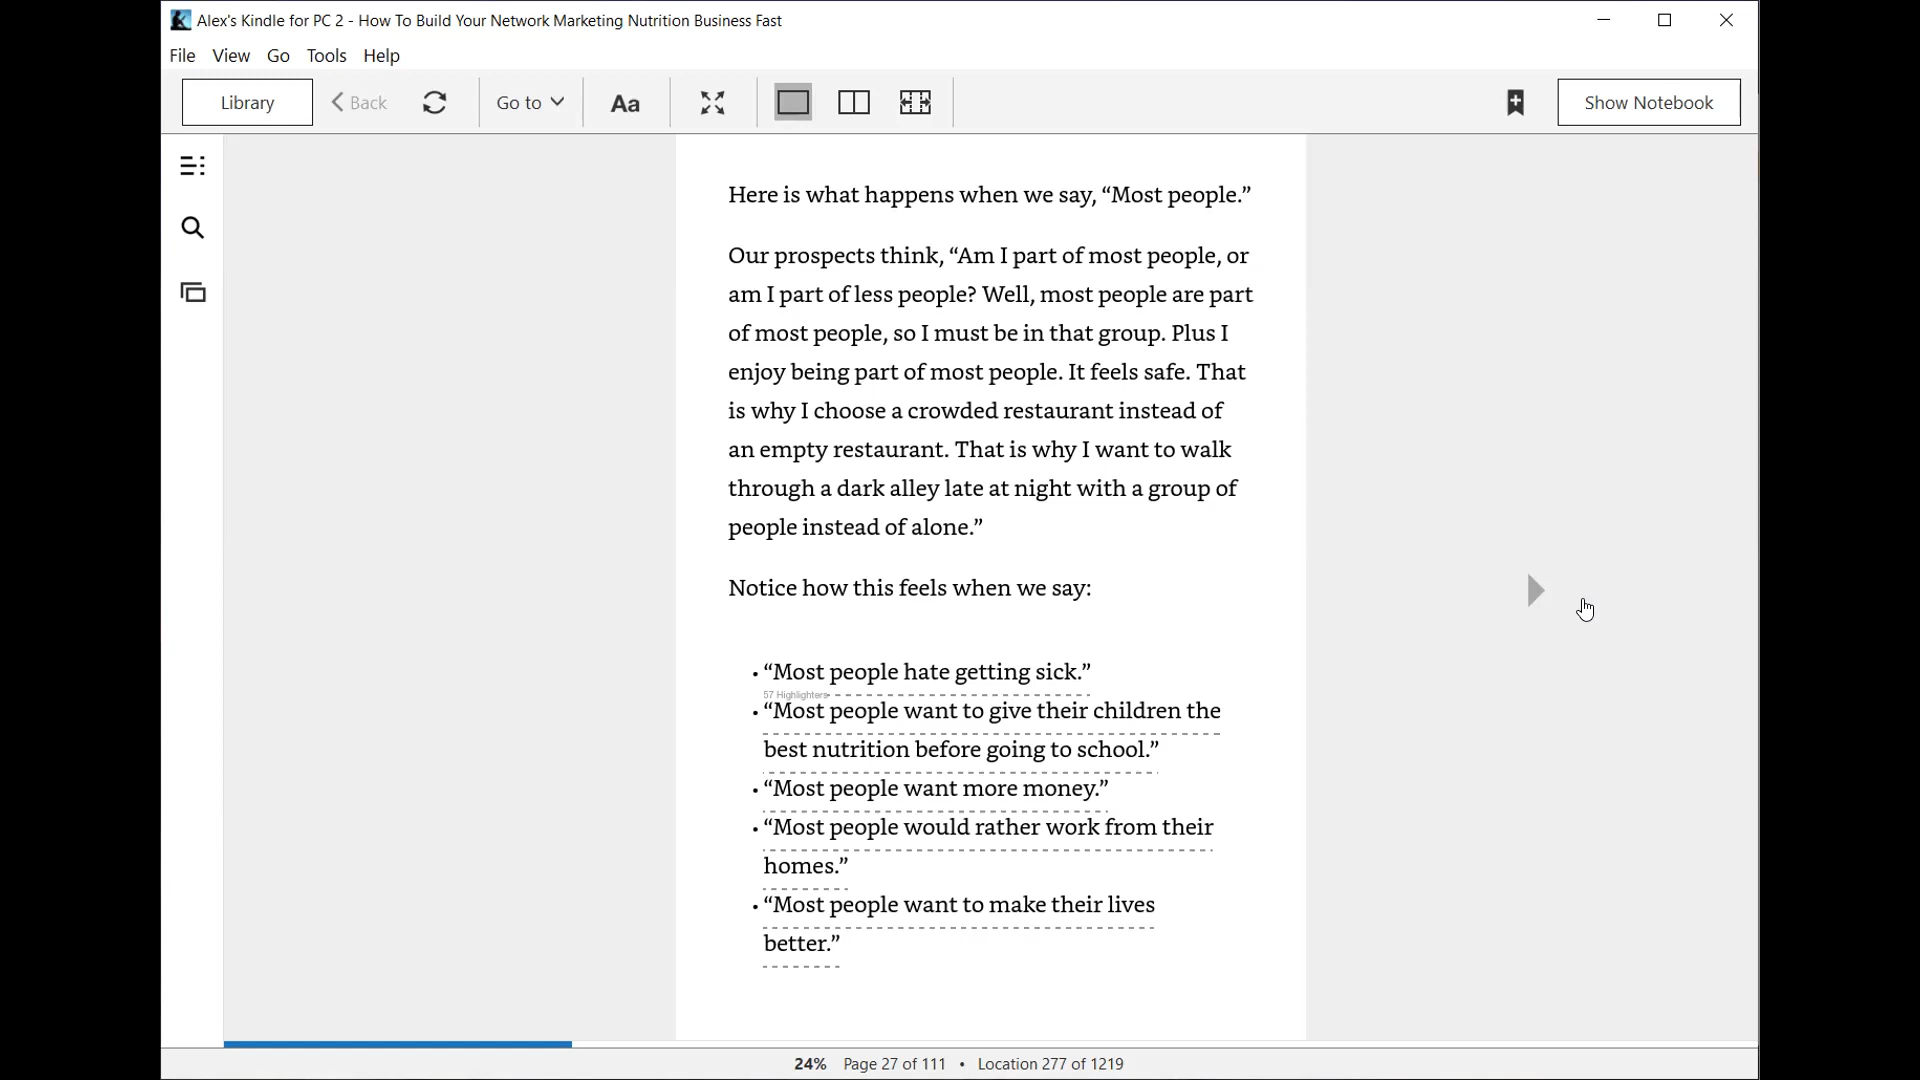 Alex's Kindle for PC 2 - How To Build Your Network Marketing Nutrition Business Fast
File View Go Tools Help
Library Back Go to Aa Show Notebook
Here is what happens when we say, “Most people.”
Our prospects think, “Am I part of most people, or
am I part of less people? Well, most people are part
of most people, so I must be in that group. Plus I
enjoy being part of most people. It feels safe. That
is why I choose a crowded restaurant instead of
an empty restaurant. That is why I want to walk
through a dark alley late at night with a group of
people instead of alone.”
Notice how this feels when we say:
• “Most people hate getting sick.”
57 Highlighters
• “Most people want to give their children the
best nutrition before going to school.”
• “Most people want more money.”
• “Most people would rather work from their
homes.”
• “Most people want to make their lives
better.”
24% Page 27 of 111 • Location 277 of 1219